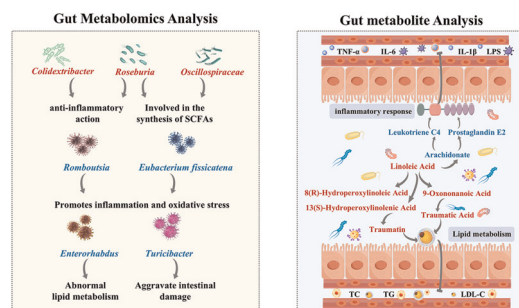 Gut Metabolomics Analysis
Colidextribacter Roseburia Oscillospiraceae
anti-inflammatory
action
Involved in the
synthesis of SCFAs
Romboutsia Eubacterium fissicatena
Promotes inflammation and oxidative stress
Enterorhabdus Turicibacter
Abnormal
lipid metabolism
Aggravate intestinal
damage
Gut metabolite Analysis
TNF-α IL-6 IL-1β LPS
inflammatory response
Leukotriene C4 Prostaglandin E2
Arachidonate
Linoleic Acid
8(R)-Hydroperoxylinoleic Acid 9-Oxononanoic Acid
13(S)-Hydroperoxylinolenic Acid
Traumatic Acid
Traumatin
Lipid metabolism
TC TG LDL-C